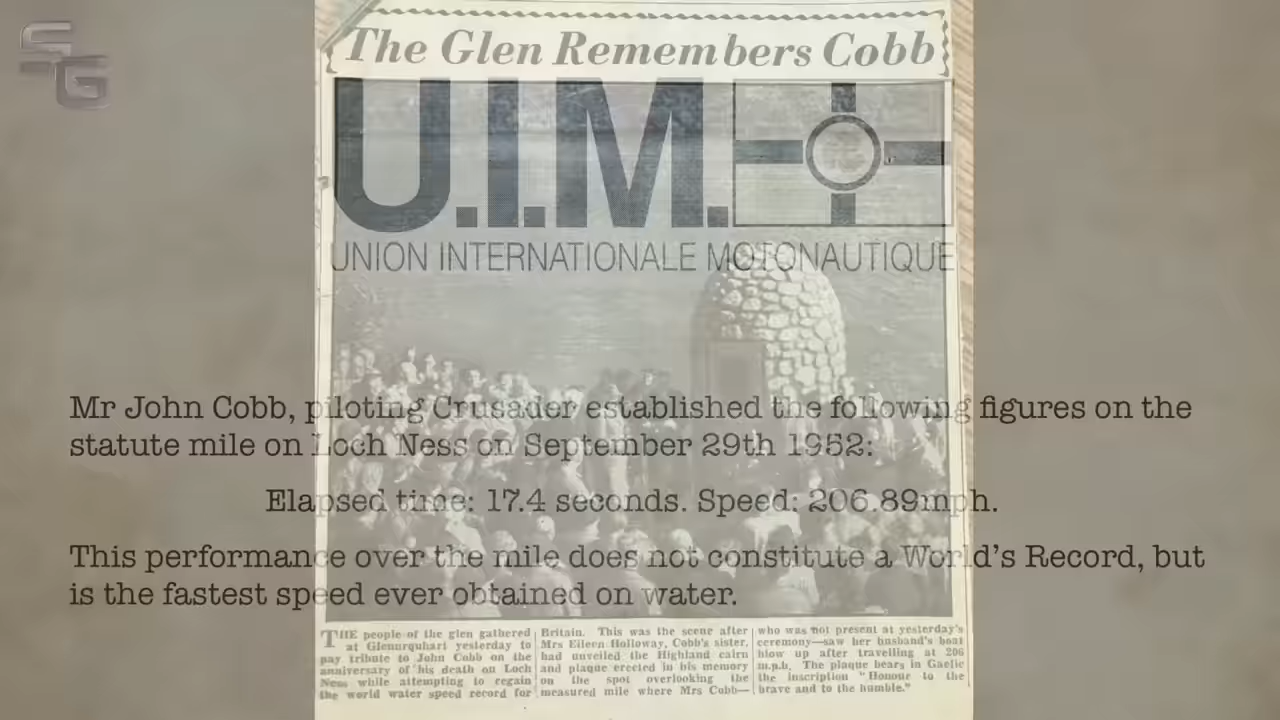 SG
The Glen Remembers Cobb
U.I.M.
UNION INTERNATIONALE MOTONAUTIQUE
Mr John Cobb, piloting Crusader established the following figures on the
statute mile on Loch Ness on September 29th 1952:
Elapsed time: 17.4 seconds. Speed: 206.89mph.
This performance over the mile does not constitute a World's Record, but
is the fastest speed ever obtained on water.
THE people of the glen gathered
at Glenurquhart yesterday to
pay tribute to John Cobb on the
anniversary of his death on Loch
Ness while attempting to regain
the world water speed record for
Britain. This was the scene after
Mrs Eileen Holloway, Cobb's sister,
had unveiled the Highland cairn
and plaque erected in his memory
on the spot overlooking the
measured mile where Mrs Cobb—
who was not present at yesterday's
ceremony—saw her husband's boat
blow up after travelling at 206
m.p.h. The plaque bears in Gaelic
the inscription "Honour to the
brave and to the humble."